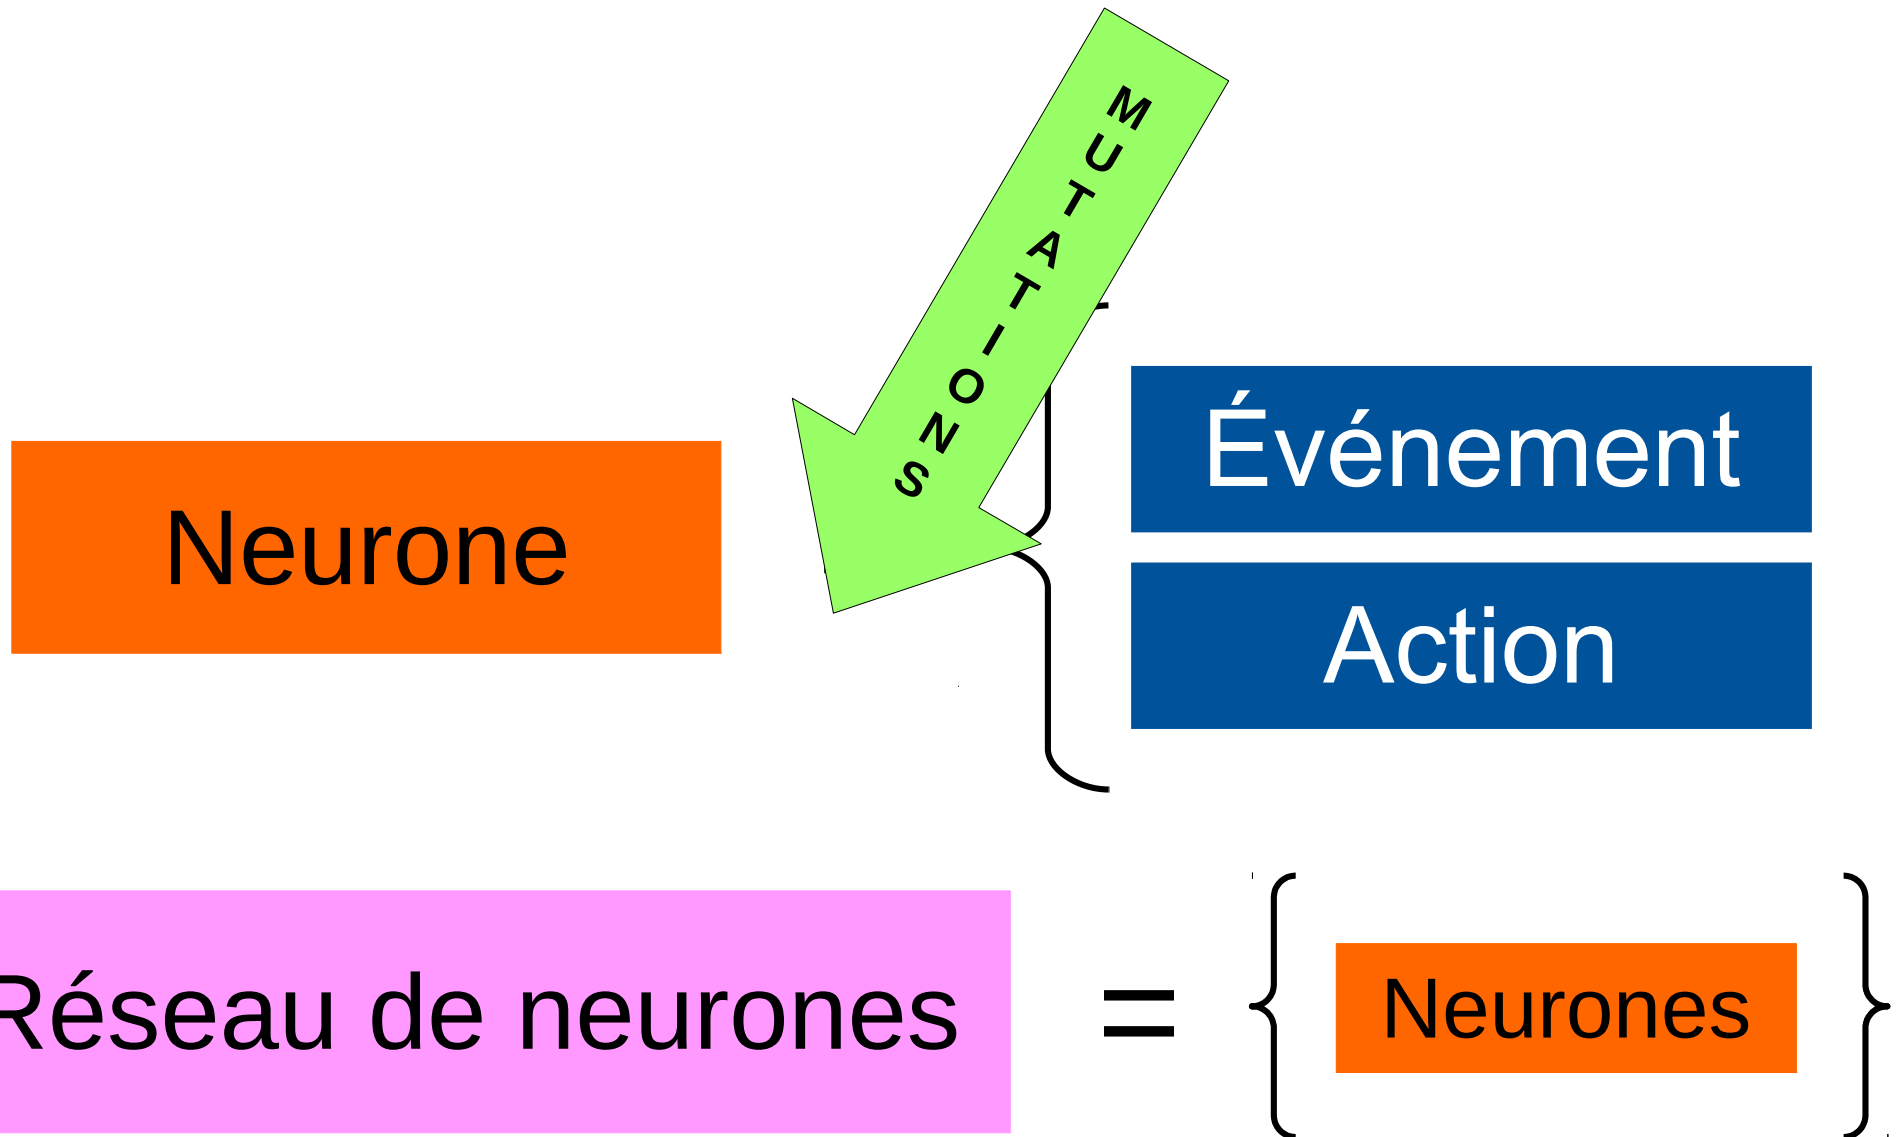 MUTATIONS
Événement
Neurone
Action
Réseau de neurones
=
Neurones